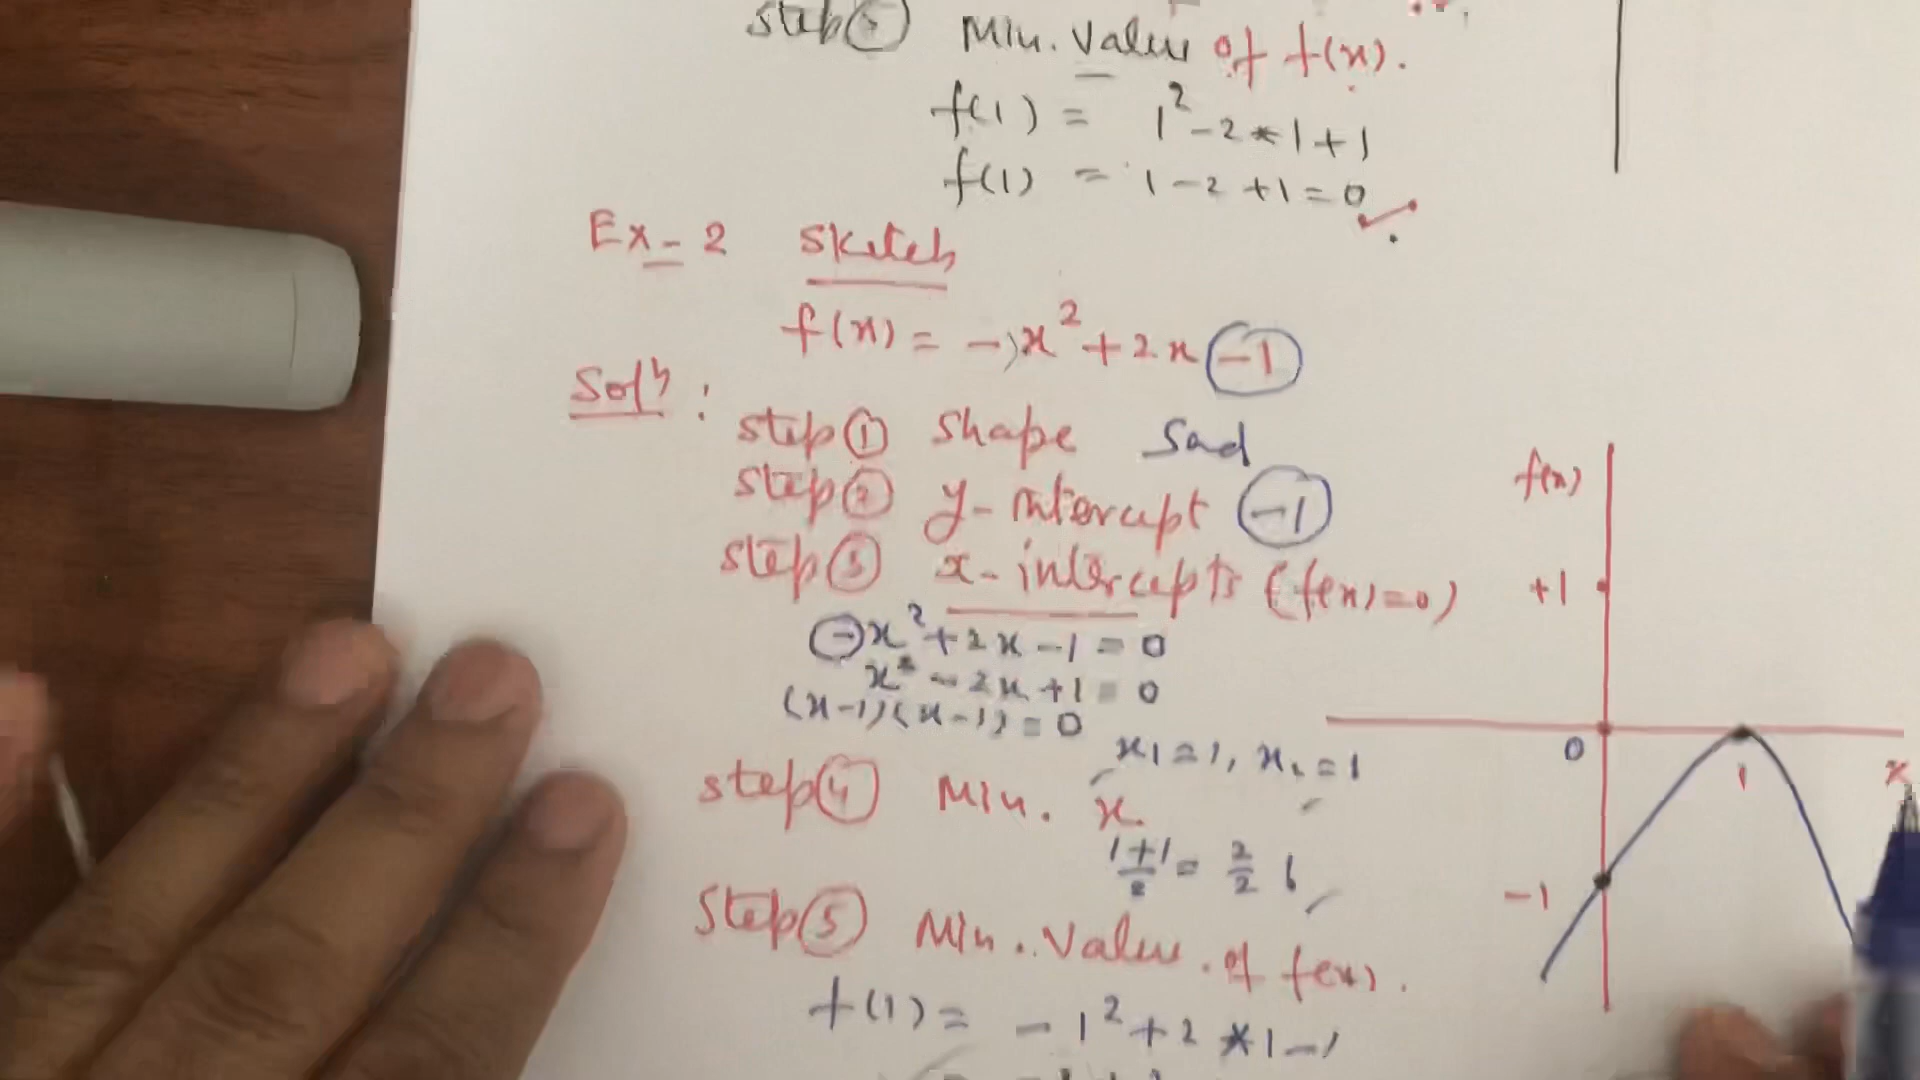 step ⑤ Min. Value of f(x).
f(1) = 1² - 2*1+1
f(1) = 1 - 2 + 1 = 0
Ex-2 Sketch
f(x) = -x² + 2x -1
Solⁿ :
step ① shape Sad
step ② y-intercept -1
step ③ x-intercepts (f(x)=0)
-x² + 2x - 1 = 0
x² - 2x + 1 = 0
(x-1)(x-1) = 0
x₁ = 1, x₂ = 1
step ④ Min. x
1+1/2 = 2/2 1
Step ⑤ Min. Value of f(x).
f(1) = -1² + 2 * 1 - 1
f(x)
+1
0
1
x
-1